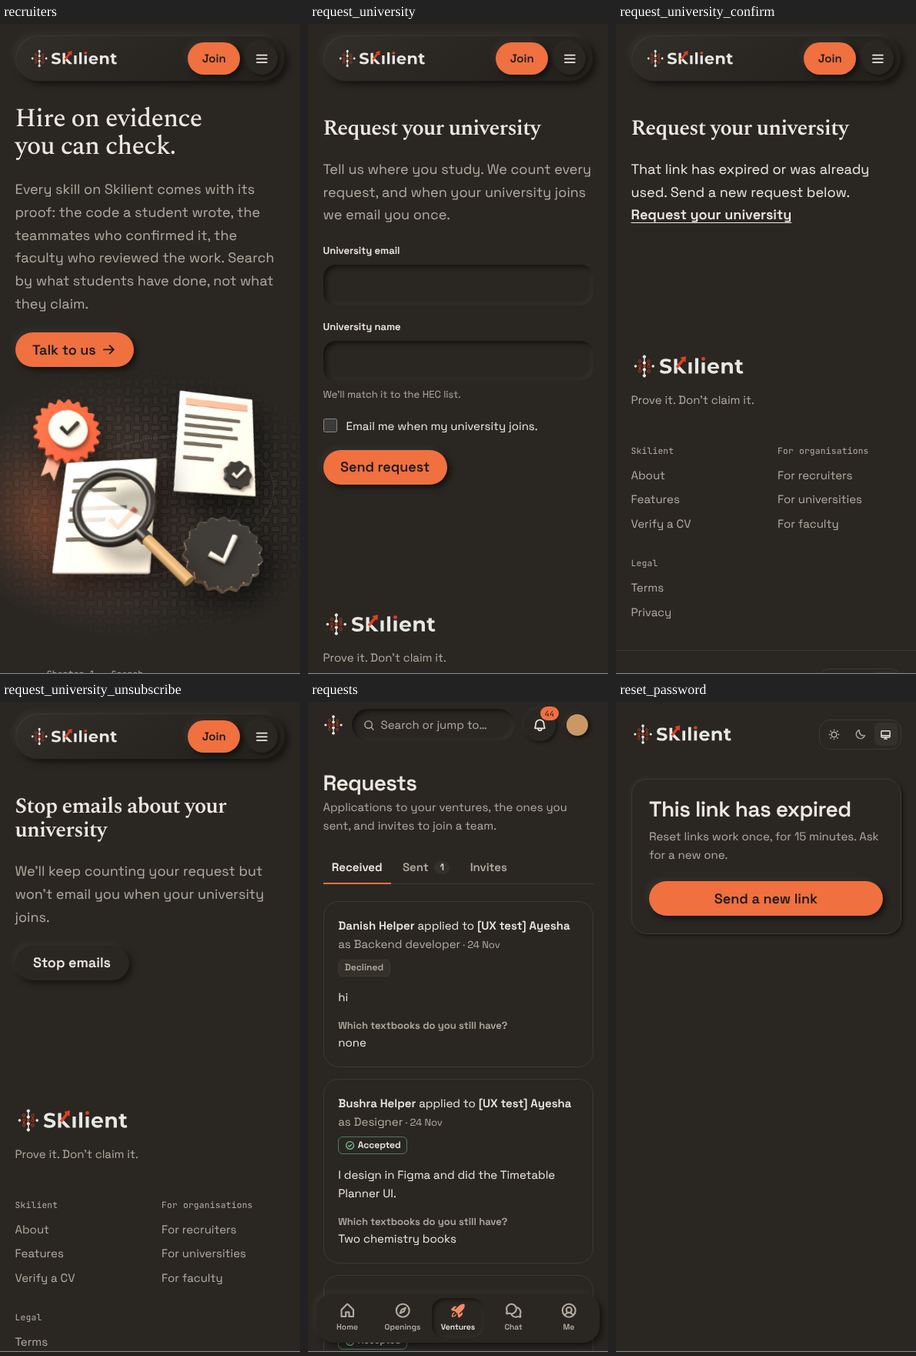 recruiters
Skilient
Join
Hire on evidence
you can check.
Every skill on Skilient comes with its
proof: the code a student wrote, the
teammates who confirmed it, the
faculty who reviewed the work. Search
by what students have done, not what
they claim.
Talk to us
request_university
Skilient
Join
Request your university
Tell us where you study. We count every
request, and when your university joins
we email you once.
University email
University name
We'll match it to the HEC list.
Email me when my university joins.
Send request
Skilient
Prove it. Don't claim it.
request_university_confirm
Skilient
Join
Request your university
That link has expired or was already
used. Send a new request below.
Request your university
Skilient
Prove it. Don't claim it.
Skilient
For organisations
About
For recruiters
Features
For universities
Verify a CV
For faculty
Legal
Terms
Privacy
request_university_unsubscribe
Skilient
Join
Stop emails about your
university
We'll keep counting your request but
won't email you when your university
joins.
Stop emails
Skilient
Prove it. Don't claim it.
Skilient
For organisations
About
For recruiters
Features
For universities
Verify a CV
For faculty
Legal
Terms
requests
Search or jump to...
44
Requests
Applications to your ventures, the ones you
sent, and invites to join a team.
Received
Sent 1
Invites
Danish Helper applied to [UX test] Ayesha
as Backend developer · 24 Nov
Declined
hi
Which textbooks do you still have?
none
Bushra Helper applied to [UX test] Ayesha
as Designer · 24 Nov
Accepted
I design in Figma and did the Timetable
Planner UI.
Which textbooks do you still have?
Two chemistry books
Home
Openings
Ventures
Chat
Me
reset_password
Skilient
This link has expired
Reset links work once, for 15 minutes. Ask
for a new one.
Send a new link